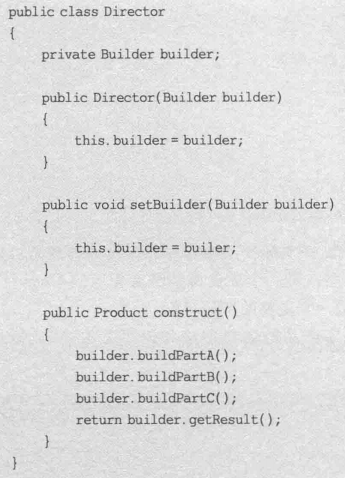 public class Director
{
    private Builder builder;
    public Director(Builder builder)
    {
        this. builder = builder;
    }
    public void setBuilder(Builder builder)
    {
        this. builder = builer;
    }
    public Product construct()
    {
        builder. buildPartA();
        builder. buildPartB();
        builder. buildPartC();
        return builder. getResult();
    }
}